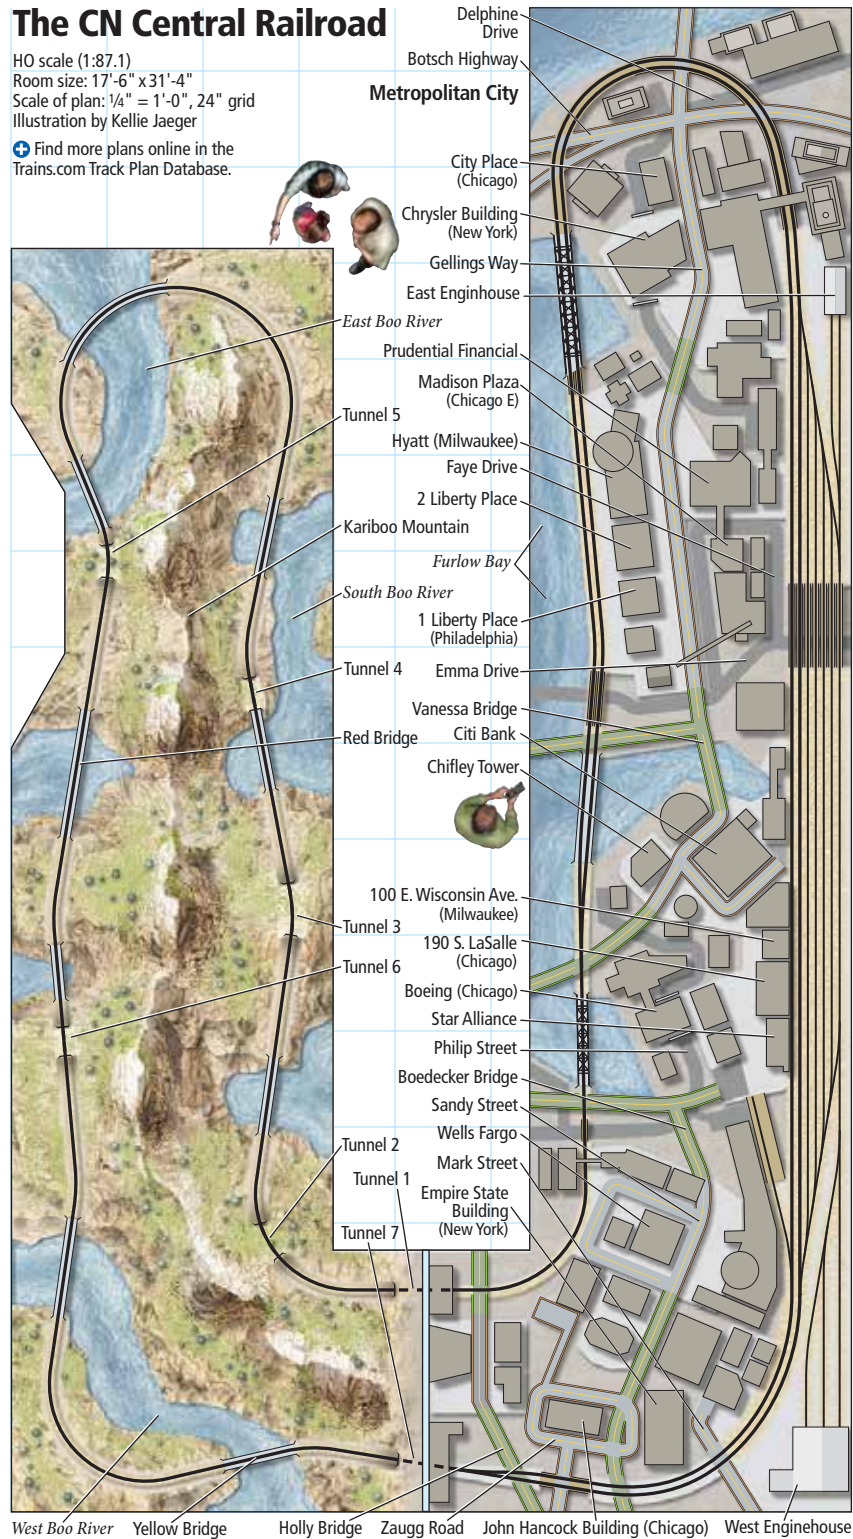 The CN Central Railroad
HO scale (1:87.1)
Room size: 17'-6" x 31'-4"
Scale of plan: ¼" = 1'-0", 24" grid
Illustration by Kellie Jaeger
Find more plans online in the
Trains.com Track Plan Database.
Delphine
Drive
Botsch Highway
Metropolitan City
City Place
(Chicago)
Chrysler Building
(New York)
Gellings Way
East Enginhouse
East Boo River
Prudential Financial
Madison Plaza
(Chicago E)
Tunnel 5
Hyatt (Milwaukee)
Faye Drive
2 Liberty Place
Kariboo Mountain
Furlow Bay
South Boo River
1 Liberty Place
(Philadelphia)
Tunnel 4
Emma Drive
Vanessa Bridge
Citi Bank
Red Bridge
Chifley Tower
100 E. Wisconsin Ave.
(Milwaukee)
Tunnel 3
190 S. LaSalle
(Chicago)
Tunnel 6
Boeing (Chicago)
Star Alliance
Philip Street
Boedecker Bridge
Sandy Street
Wells Fargo
Tunnel 2
Mark Street
Tunnel 1
Empire State
Building
(New York)
Tunnel 7
West Boo River
Yellow Bridge
Holly Bridge
Zaugg Road
John Hancock Building (Chicago)
West Enginehouse